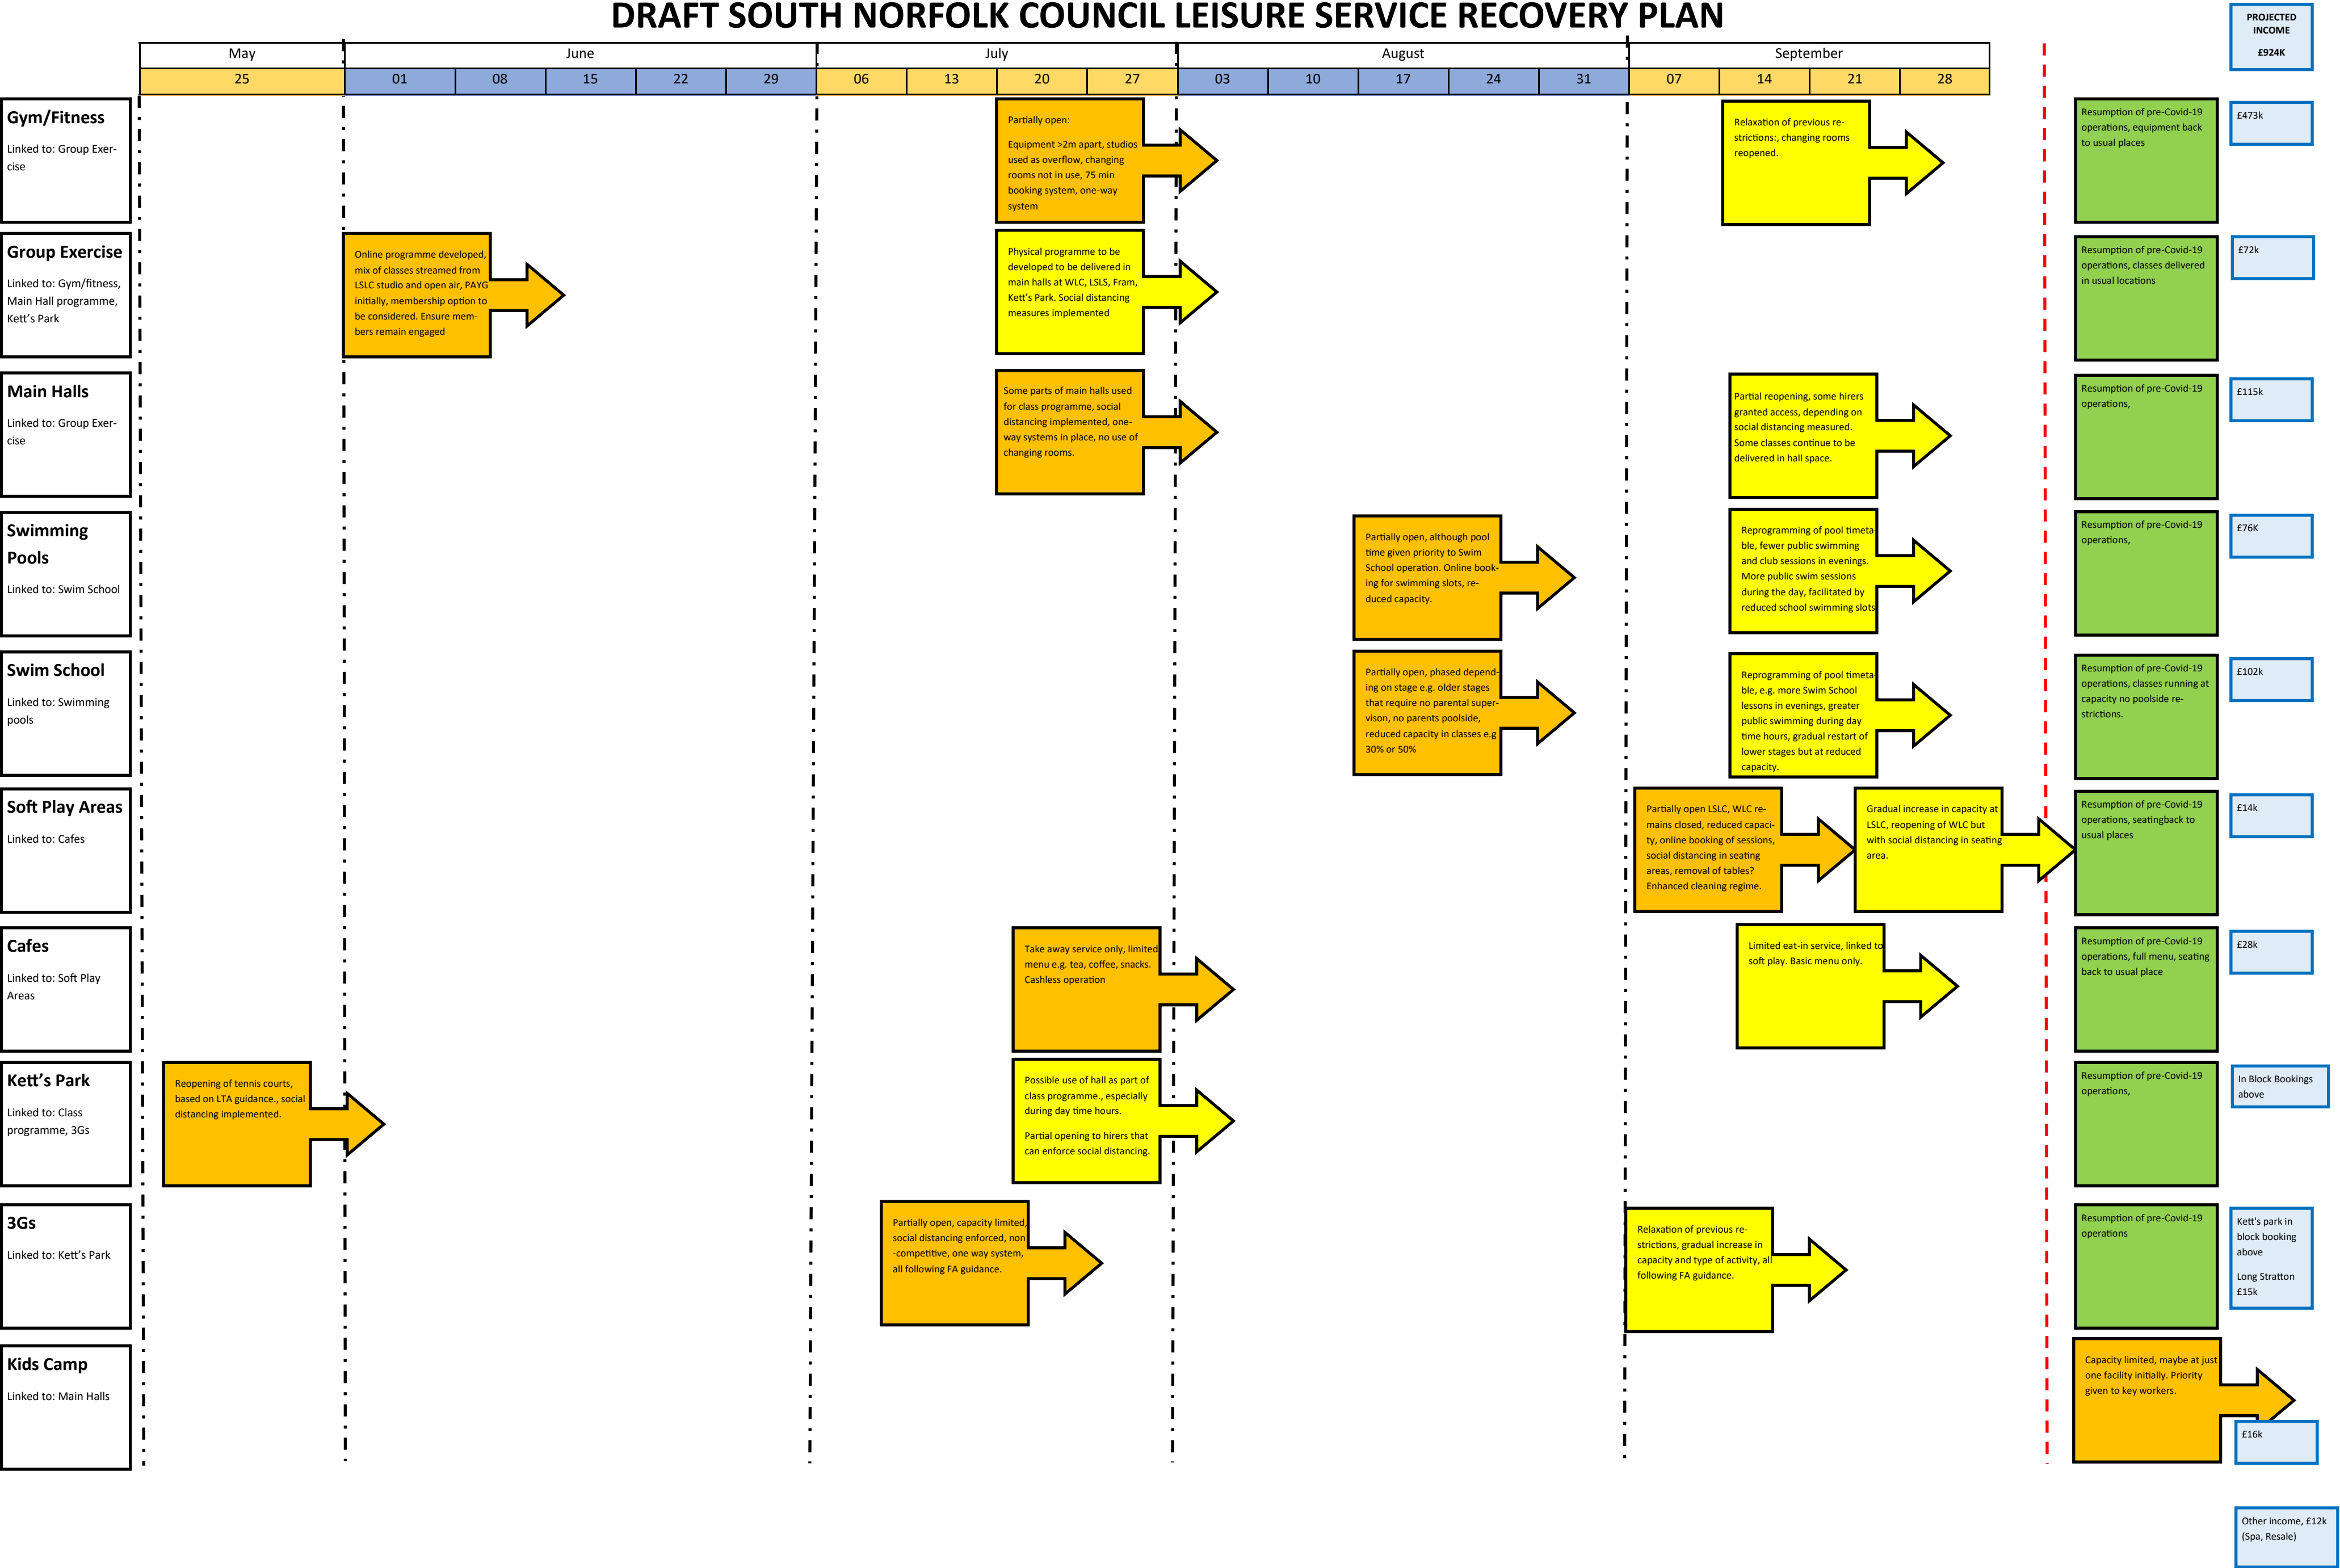 DRAFT SOUTH NORFOLK COUNCIL LEISURE SERVICE RECOVERY PLAN
PROJECTED
INCOME
£924K
May
June
July
August
September
25
01
08
15
22
29
06
13
20
27
03
10
17
24
31
07
14
21
28
Gym/Fitness
Linked to: Group Exer-
cise
Partially open:
Equipment >2m apart, studios
used as overflow, changing
rooms not in use, 75 min
booking system, one-way
system
Relaxation of previous re-
strictions:, changing rooms
reopened.
Resumption of pre-Covid-19
operations, equipment back
to usual places
£473k
Group Exercise
Linked to: Gym/fitness,
Main Hall programme,
Kett's Park
Online programme developed,
mix of classes streamed from
LSLC studio and open air, PAYG
initially, membership option to
be considered. Ensure mem-
bers remain engaged
Physical programme to be
developed to be delivered in
main halls at WLC, LSLS, Fram,
Kett's Park. Social distancing
measures implemented
Resumption of pre-Covid-19
operations, classes delivered
in usual locations
£72k
Main Halls
Linked to: Group Exer-
cise
Some parts of main halls used
for class programme, social
distancing implemented, one-
way systems in place, no use of
changing rooms.
Partial reopening, some hirers
granted access, depending on
social distancing measured.
Some classes continue to be
delivered in hall space.
Resumption of pre-Covid-19
operations,
£115k
Swimming
Pools
Linked to: Swim School
Partially open, although pool
time given priority to Swim
School operation. Online book-
ing for swimming slots, re-
duced capacity.
Reprogramming of pool timeta-
ble, fewer public swimming
and club sessions in evenings.
More public swim sessions
during the day, facilitated by
reduced school swimming slots
Resumption of pre-Covid-19
operations,
£76K
Swim School
Linked to: Swimming
pools
Partially open, phased depend-
ing on stage e.g. older stages
that require no parental super-
vison, no parents poolside,
reduced capacity in classes e.g
30% or 50%
Reprogramming of pool timeta-
ble, e.g. more Swim School
lessons in evenings, greater
public swimming during day
time hours, gradual restart of
lower stages but at reduced
capacity.
Resumption of pre-Covid-19
operations, classes running at
capacity no poolside re-
strictions.
£102k
Soft Play Areas
Linked to: Cafes
Partially open LSLC, WLC re-
mains closed, reduced capaci-
ty, online booking of sessions,
social distancing in seating
areas, removal of tables?
Enhanced cleaning regime.
Gradual increase in capacity at
LSLC, reopening of WLC but
with social distancing in seating
area.
Resumption of pre-Covid-19
operations, seatingback to
usual places
£14k
Cafes
Linked to: Soft Play
Areas
Take away service only, limited
menu e.g. tea, coffee, snacks.
Cashless operation
Limited eat-in service, linked to
soft play. Basic menu only.
Resumption of pre-Covid-19
operations, full menu, seating
back to usual place
£28k
Kett's Park
Linked to: Class
programme, 3Gs
Reopening of tennis courts,
based on LTA guidance., social
distancing implemented.
Possible use of hall as part of
class programme., especially
during day time hours.
Partial opening to hirers that
can enforce social distancing.
Resumption of pre-Covid-19
operations,
In Block Bookings
above
3Gs
Linked to: Kett's Park
Partially open, capacity limited,
social distancing enforced, non
-competitive, one way system,
all following FA guidance.
Relaxation of previous re-
strictions, gradual increase in
capacity and type of activity, all
following FA guidance.
Resumption of pre-Covid-19
operations
Kett's park in
block booking
above
Long Stratton
£15k
Kids Camp
Linked to: Main Halls
Capacity limited, maybe at just
one facility initially. Priority
given to key workers.
£16k
Other income, £12k
(Spa, Resale)